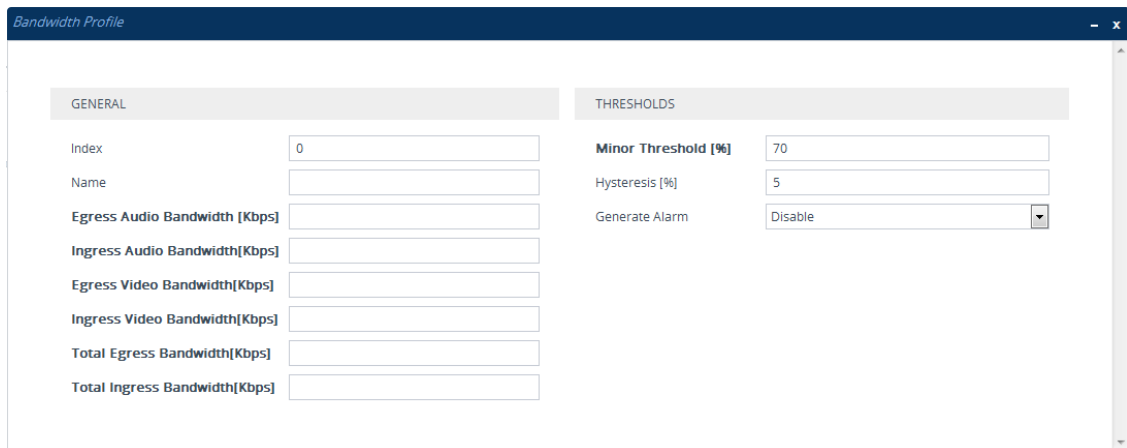 Bandwidth Profile
– x
GENERAL
Index 0
Name
Egress Audio Bandwidth [Kbps]
Ingress Audio Bandwidth[Kbps]
Egress Video Bandwidth[Kbps]
Ingress Video Bandwidth[Kbps]
Total Egress Bandwidth[Kbps]
Total Ingress Bandwidth[Kbps]
THRESHOLDS
Minor Threshold [%] 70
Hysteresis [%] 5
Generate Alarm Disable